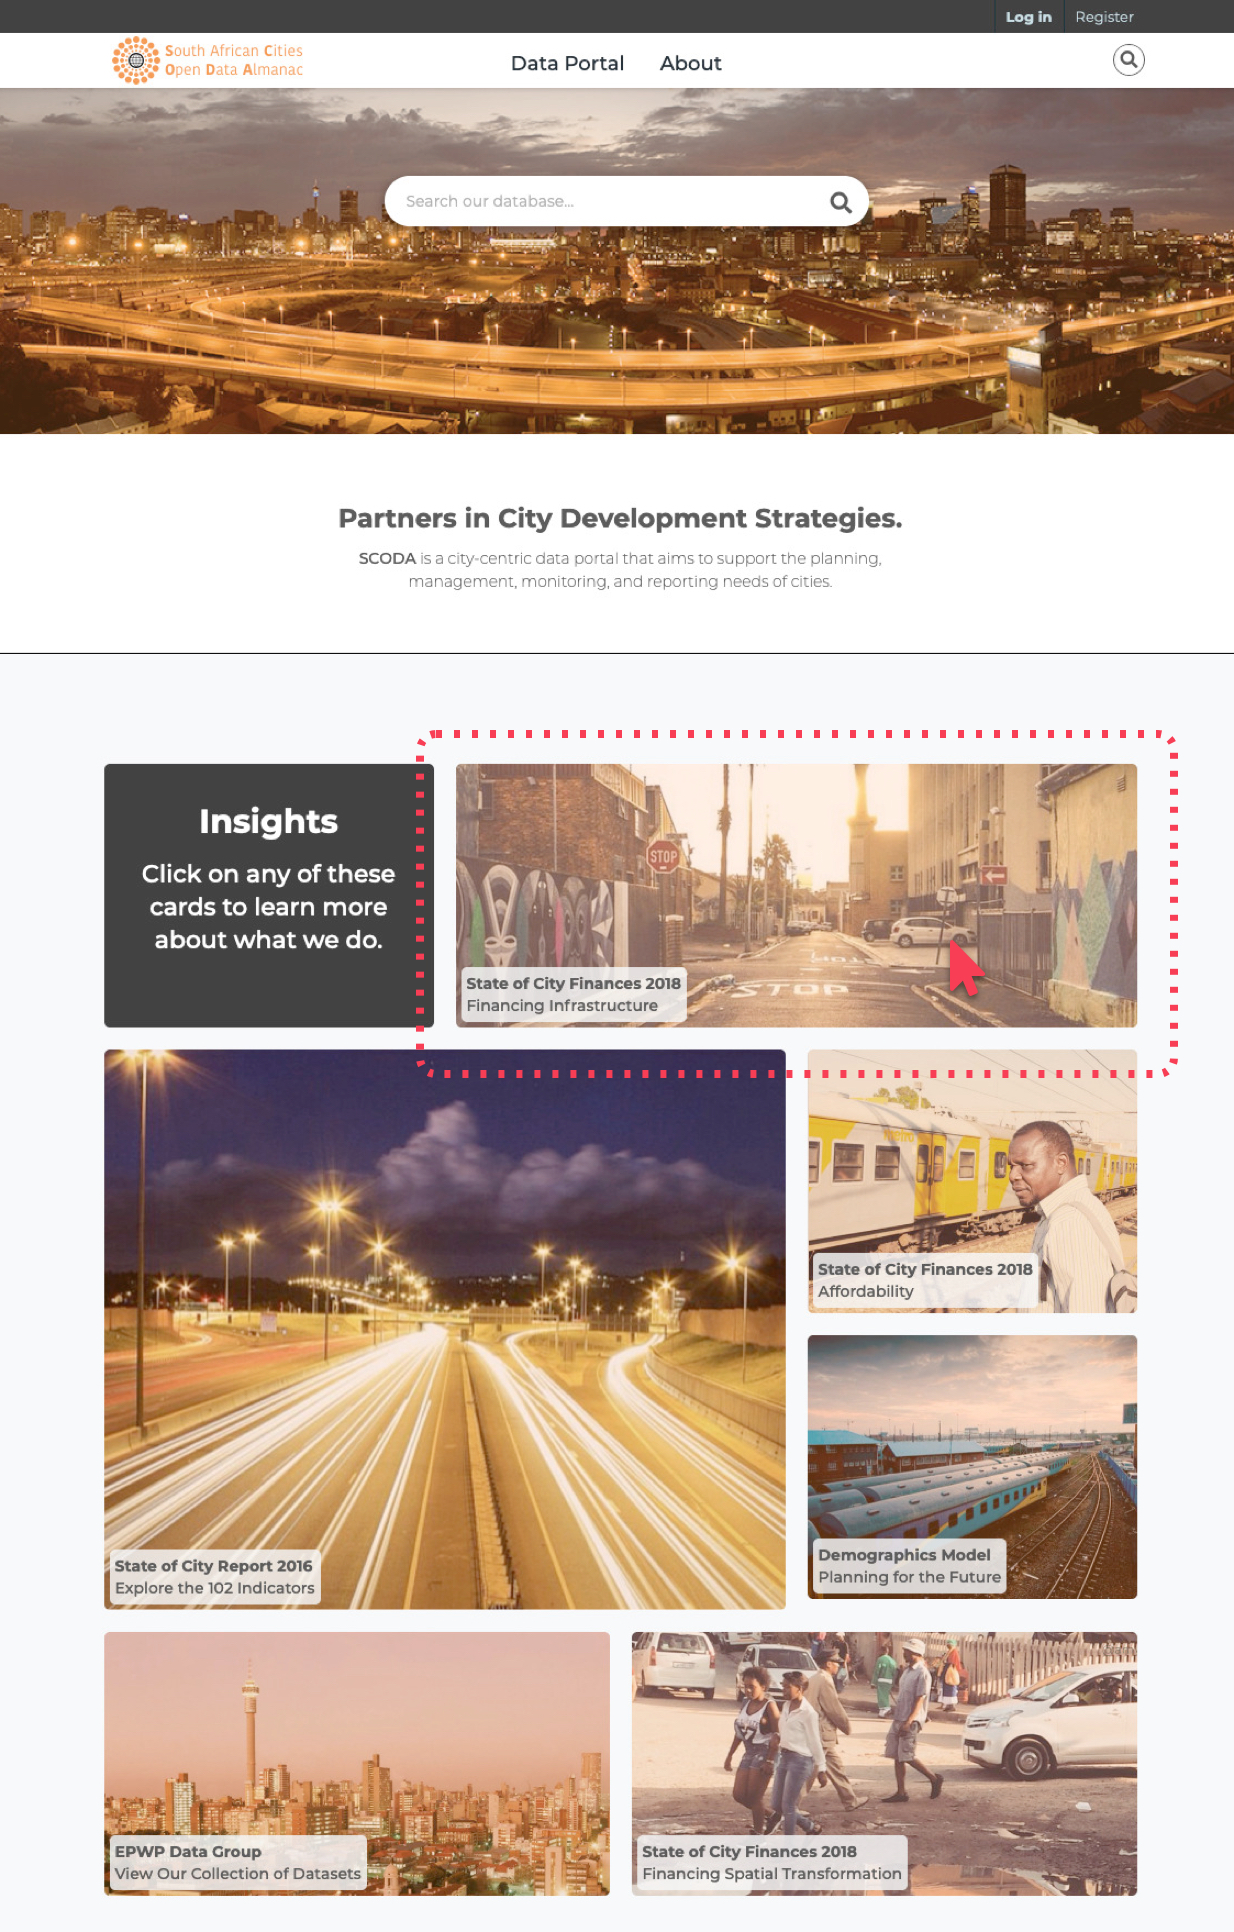 Log in
Register
South African Cities
Open Data Almanac
Data Portal
About
Search our database...
Partners in City Development Strategies.
SCODA is a city-centric data portal that aims to support the planning,
management, monitoring, and reporting needs of cities.
Insights
Click on any of these
cards to learn more
about what we do.
STOP
STOP
State of City Finances 2018
Financing Infrastructure
Metro
State of City Finances 2018
Affordability
State of City Report 2016
Explore the 102 Indicators
Demographics Model
Planning for the Future
EPWP Data Group
View Our Collection of Datasets
State of City Finances 2018
Financing Spatial Transformation